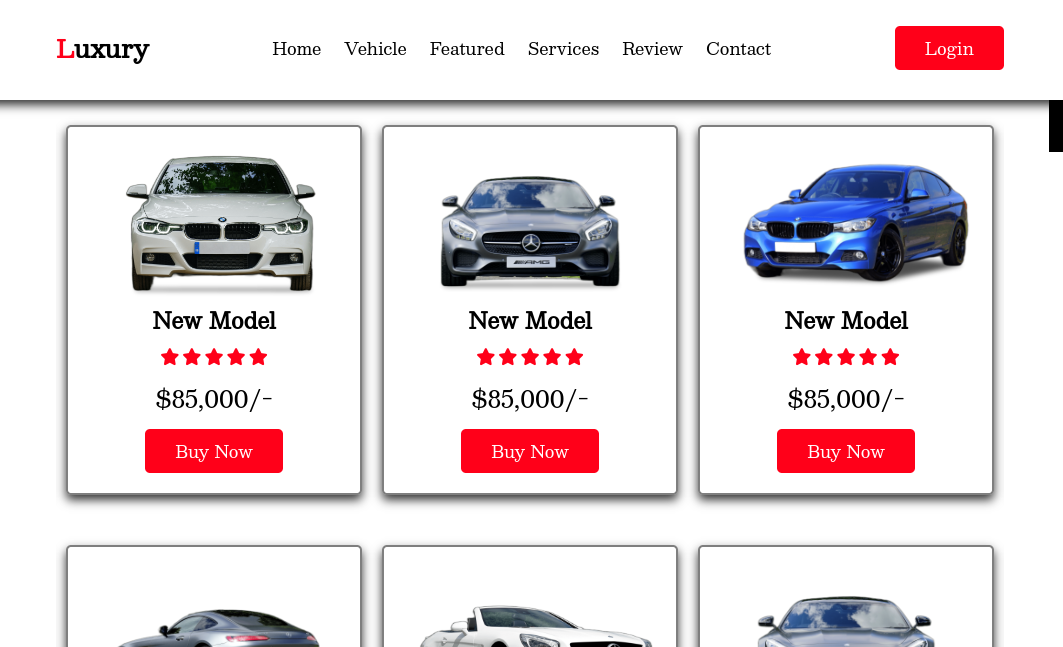 Luxury
Home Vehicle Featured Services Review Contact
Login
AMG
New Model New Model New Model
$85,000/- $85,000/- $85,000/-
Buy Now Buy Now Buy Now